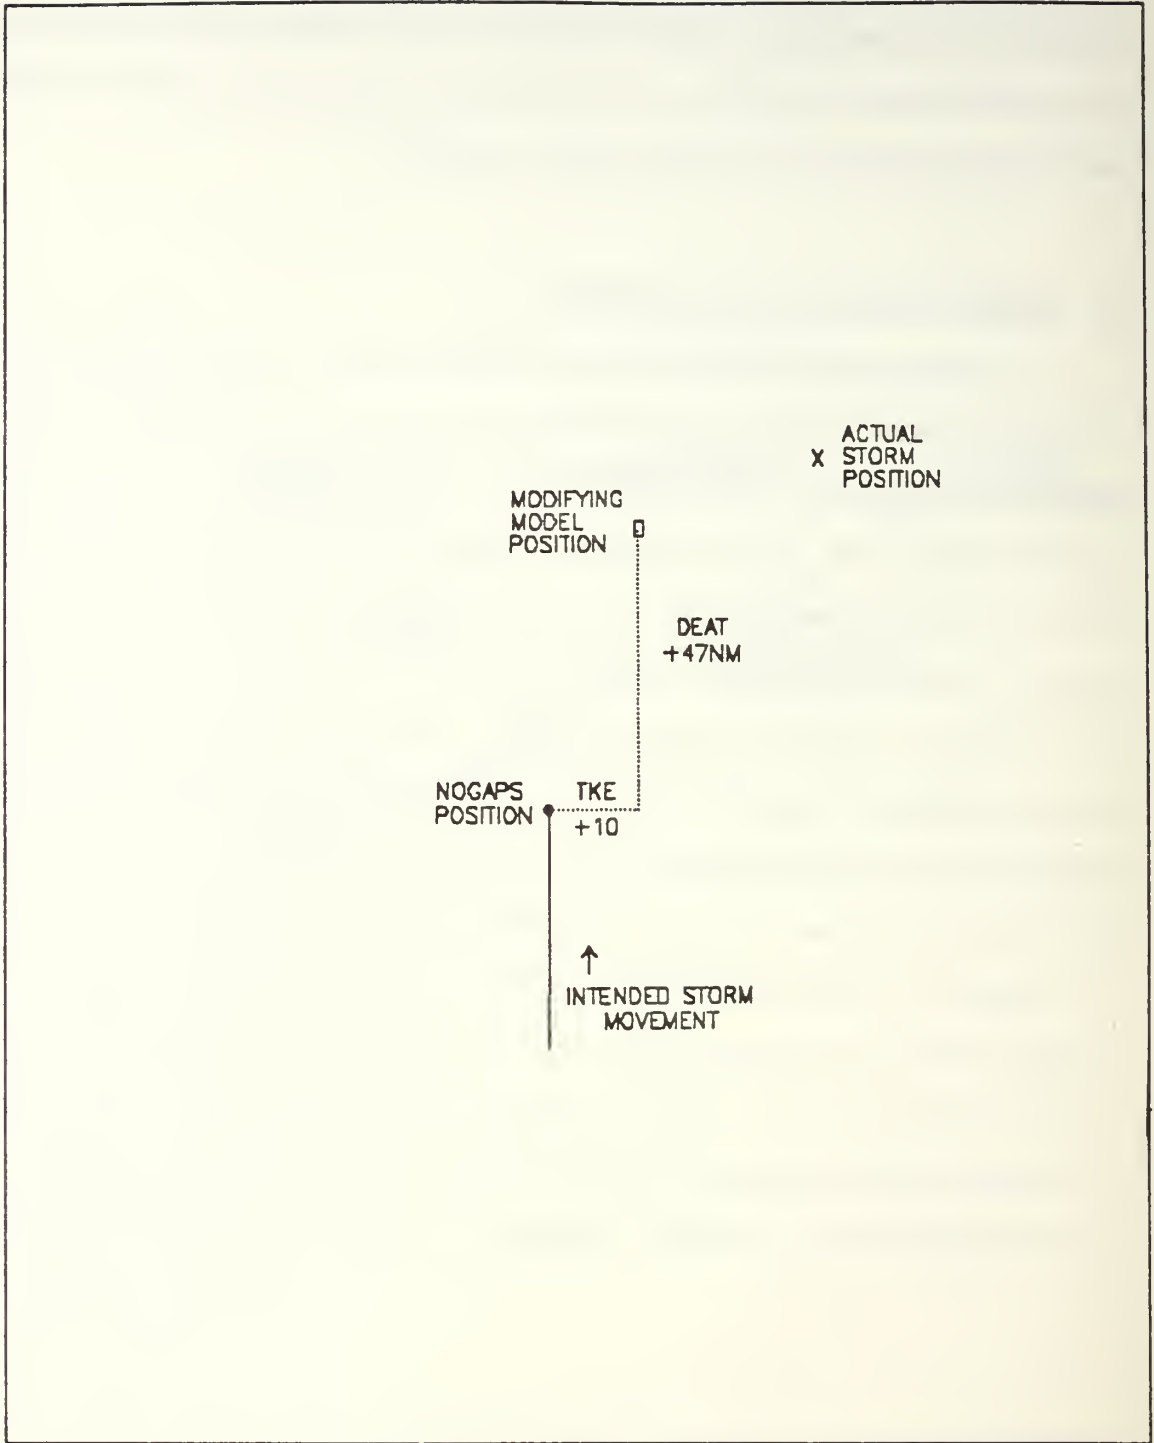 ACTUAL
X STORM
POSITION
MODIFYING
MODEL
POSITION
DEAT
+47NM
NOGAPS
POSITION
TKE
+10
INTENDED STORM
MOVEMENT